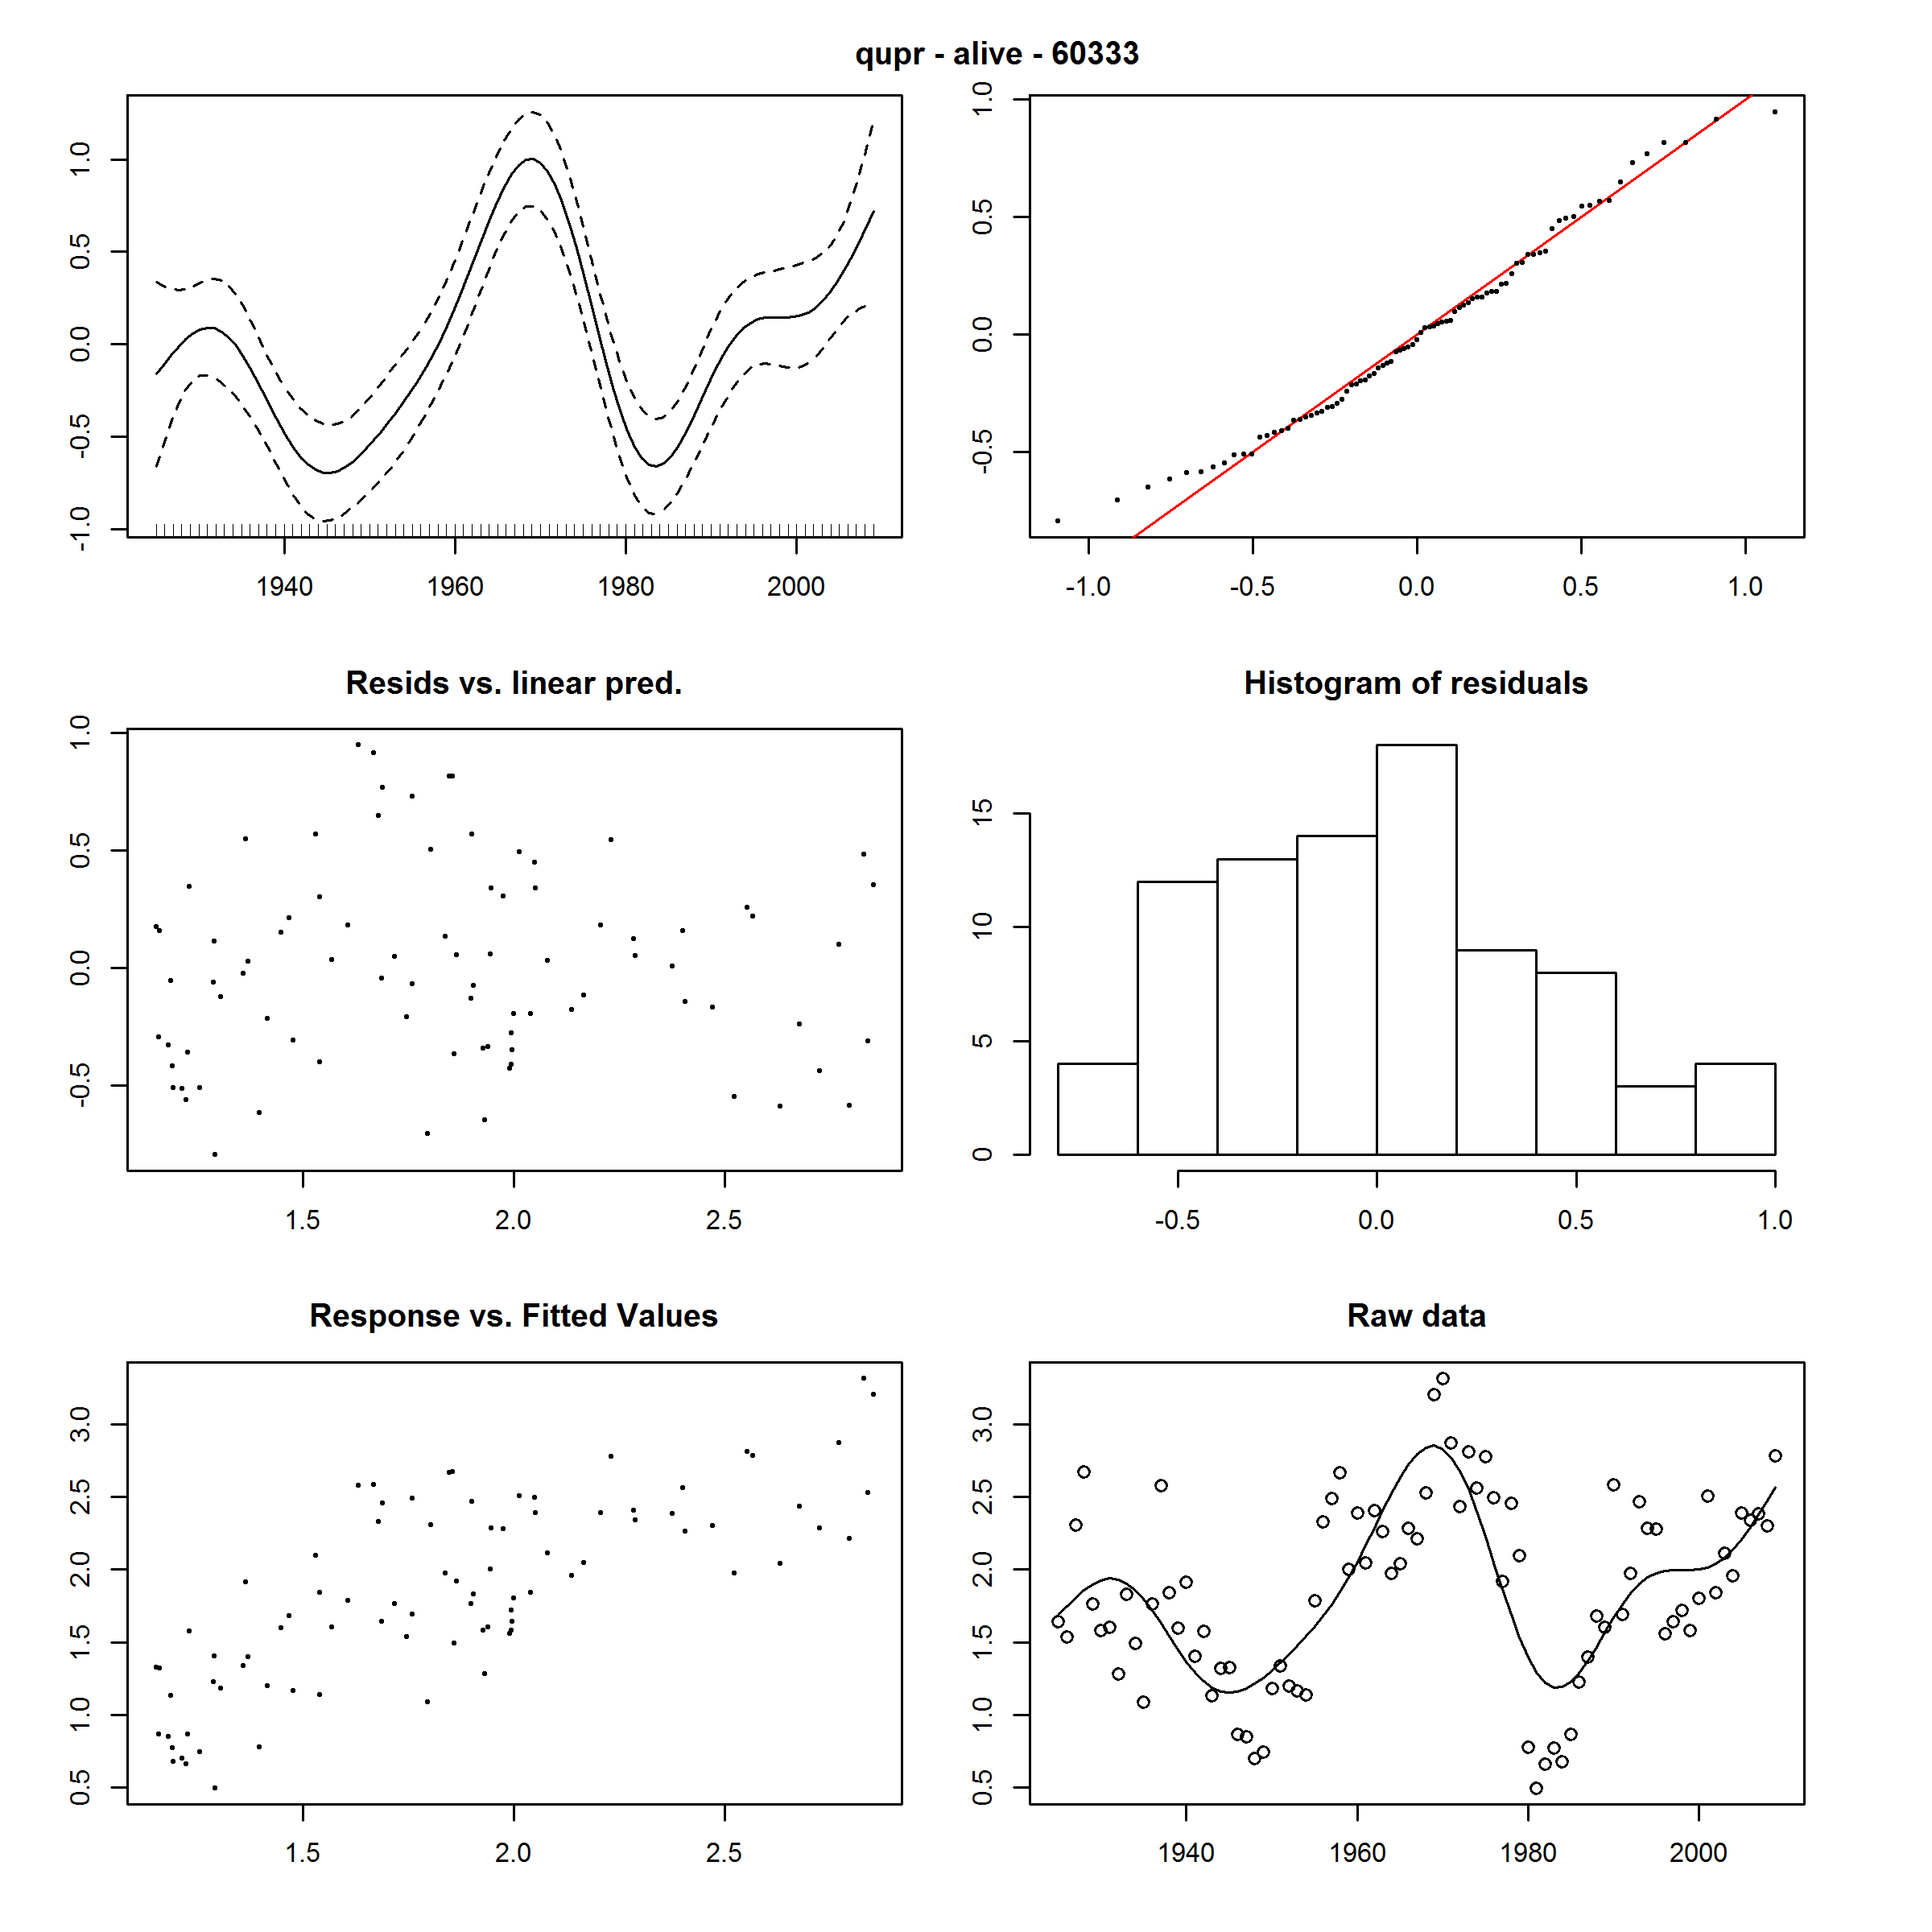 qupr - alive - 60333
1.0
0.5
0.0
-0.5
-1.0
1940 1960 1980 2000
1.0
0.5
0.0
-0.5
-1.0 -0.5 0.0 0.5 1.0
Resids vs. linear pred.
1.0
0.5
0.0
-0.5
1.5 2.0 2.5
Histogram of residuals
15
10
5
0
-0.5 0.0 0.5 1.0
Response vs. Fitted Values
3.0
2.5
2.0
1.5
1.0
0.5
1.5 2.0 2.5
Raw data
3.0
2.5
2.0
1.5
1.0
0.5
1940 1960 1980 2000